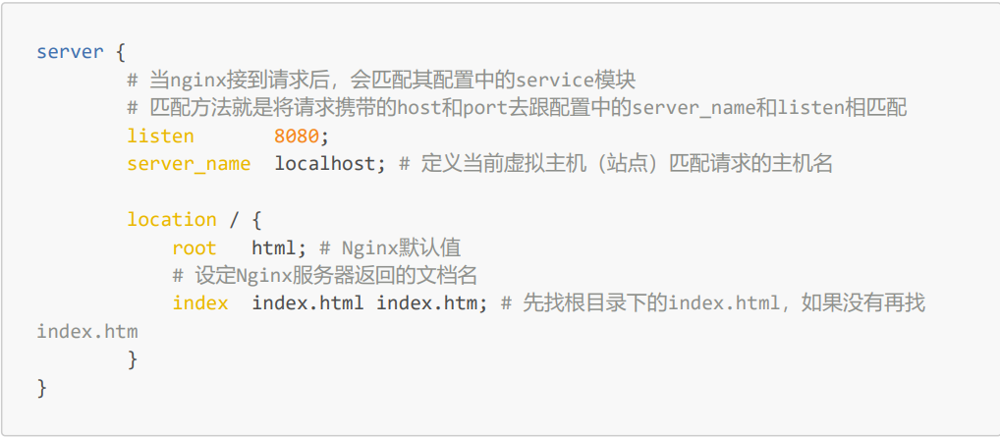 server {
        # 当nginx接到请求后，会匹配其配置中的service模块
        # 匹配方法就是将请求携带的host和port去跟配置中的server_name和listen相匹配
        listen       8080;
        server_name  localhost; # 定义当前虚拟主机（站点）匹配请求的主机名

        location / {
            root   html; # Nginx默认值
            # 设定Nginx服务器返回的文档名
            index  index.html index.htm; # 先找根目录下的index.html，如果没有再找
index.htm
        }
}